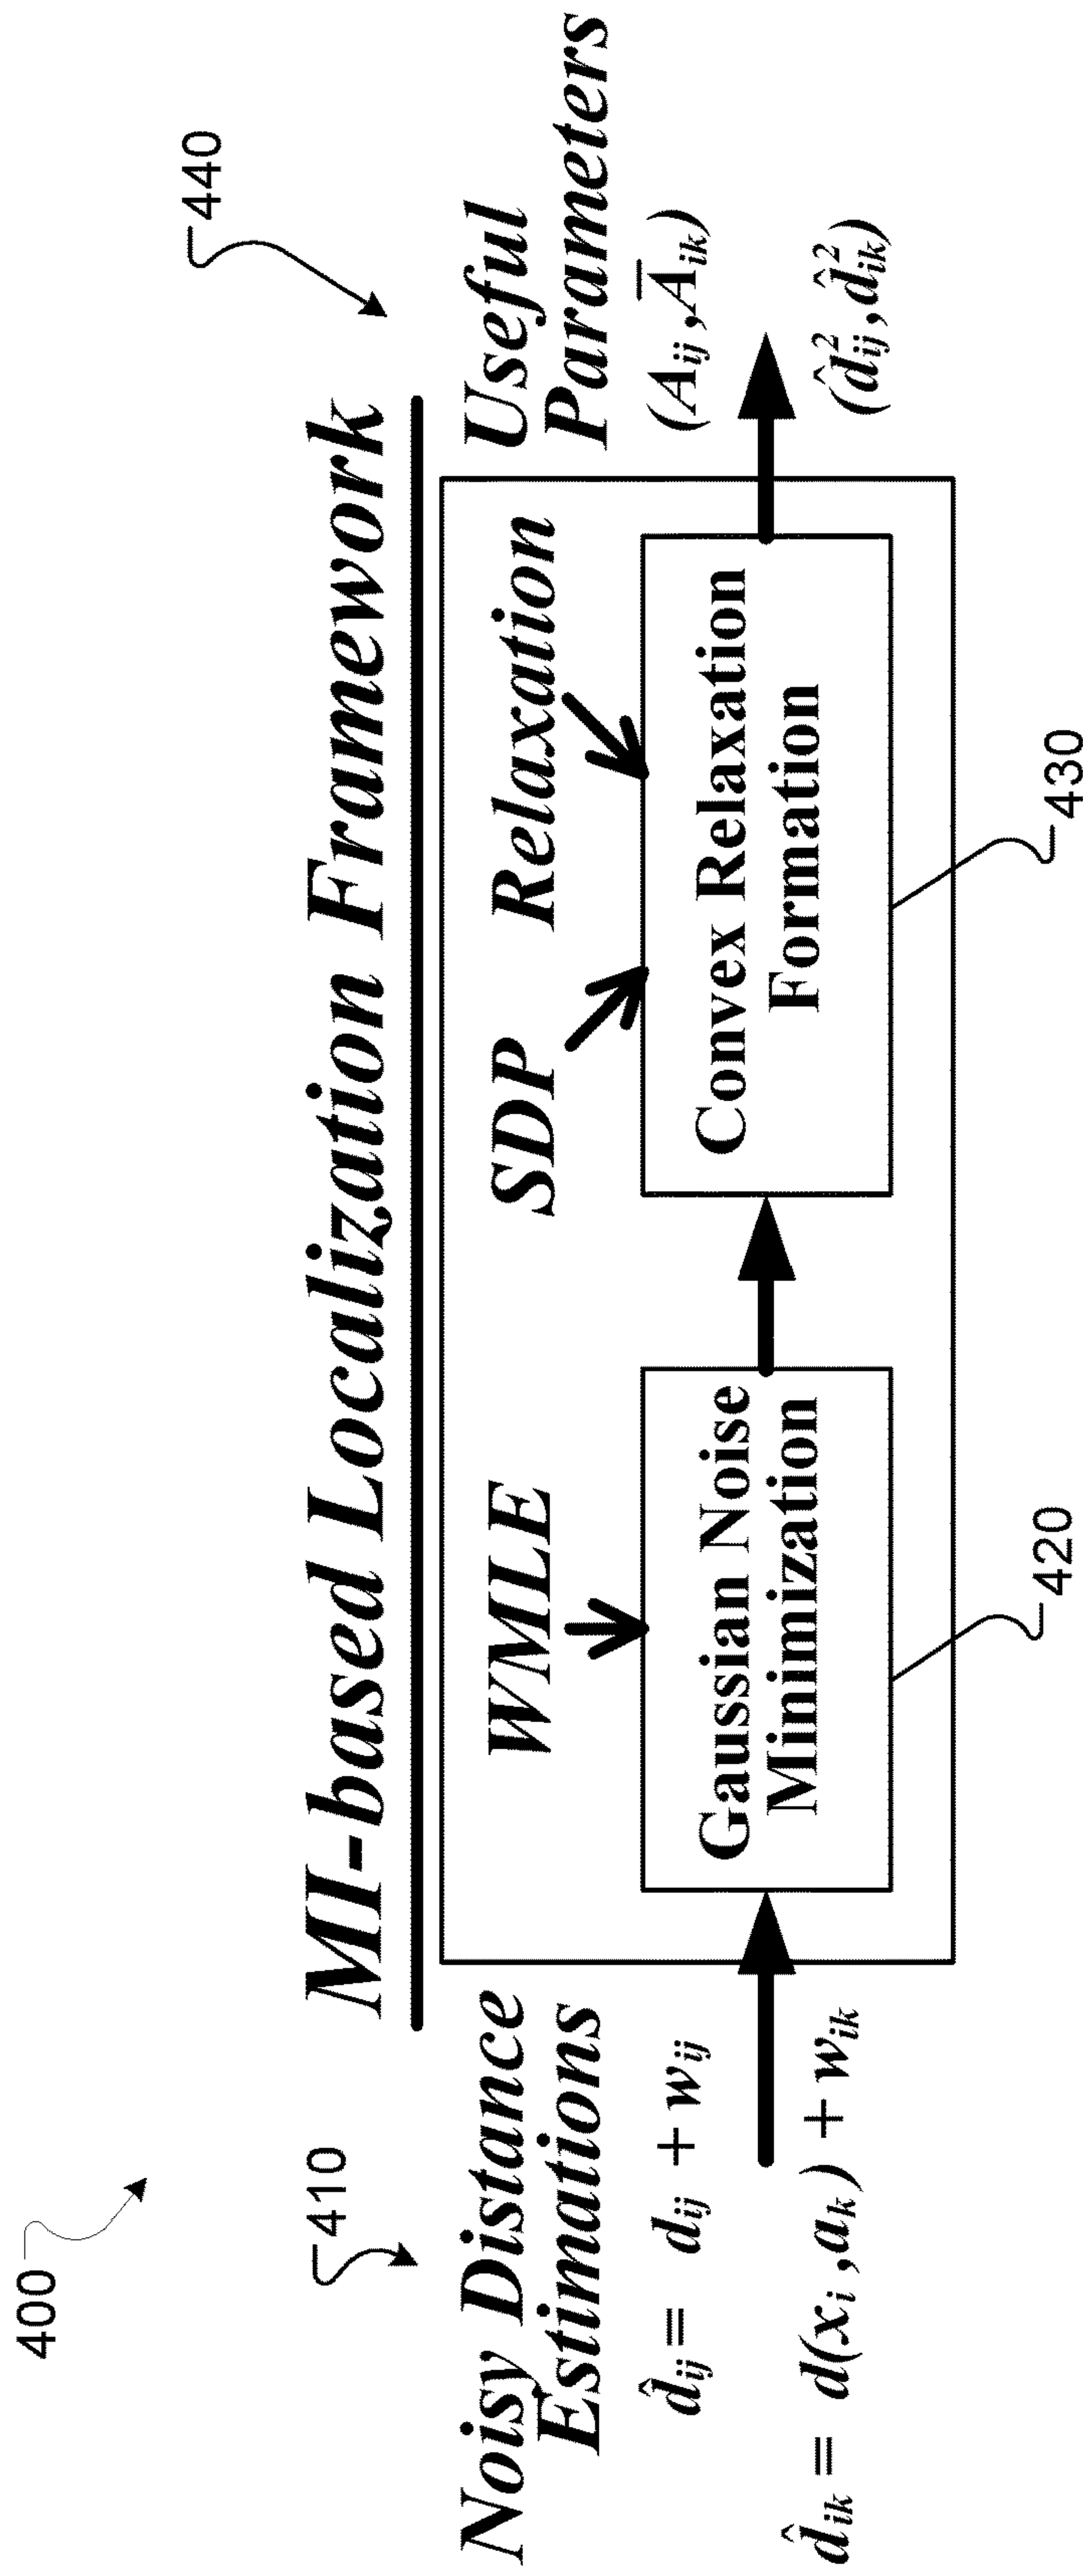 400
MI-based Localization Framework
410
440
Noisy Distance
Estimations
d̂ij = dij + wij
d̂ik = d(xi ,ak) + wik
WMLE
Gaussian Noise
Minimization
420
SDP Relaxation
Convex Relaxation
Formation
430
Useful
Parameters
(Aij ,A̅ik)
(d̂²ij ,d̂²ik)